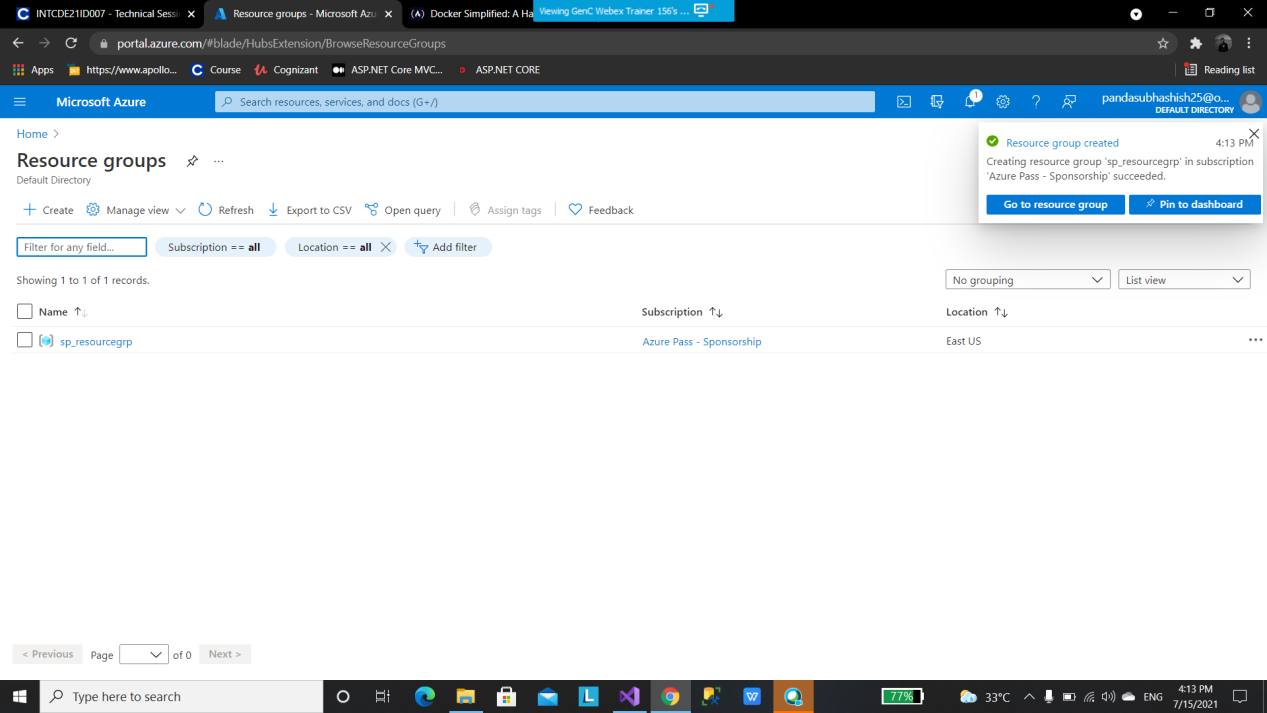 INTCDE21ID007 - Technical Sessi
Resource groups - Microsoft Azu
Docker Simplified: A Ha
Viewing GenC Webex Trainer 156's ...
portal.azure.com/#blade/HubsExtension/BrowseResourceGroups
Apps
https://www.apollo...
Course
Cognizant
ASP.NET Core MVC...
ASP.NET CORE
Reading list
Microsoft Azure
Search resources, services, and docs (G+/)
1
pandasubhashish25@o...
DEFAULT DIRECTORY
Home >
Resource groups
...
Default Directory
Resource group created
4:13 PM
Creating resource group 'sp_resourcegrp' in subscription
'Azure Pass - Sponsorship' succeeded.
Go to resource group
Pin to dashboard
Create
Manage view
Refresh
Export to CSV
Open query
Assign tags
Feedback
Filter for any field...
Subscription == all
Location == all
Add filter
Showing 1 to 1 of 1 records.
No grouping
List view
Name
Subscription
Location
sp_resourcegrp
Azure Pass - Sponsorship
East US
...
< Previous
Page
of 0
Next >
Type here to search
77%
33°C
ENG
4:13 PM
7/15/2021